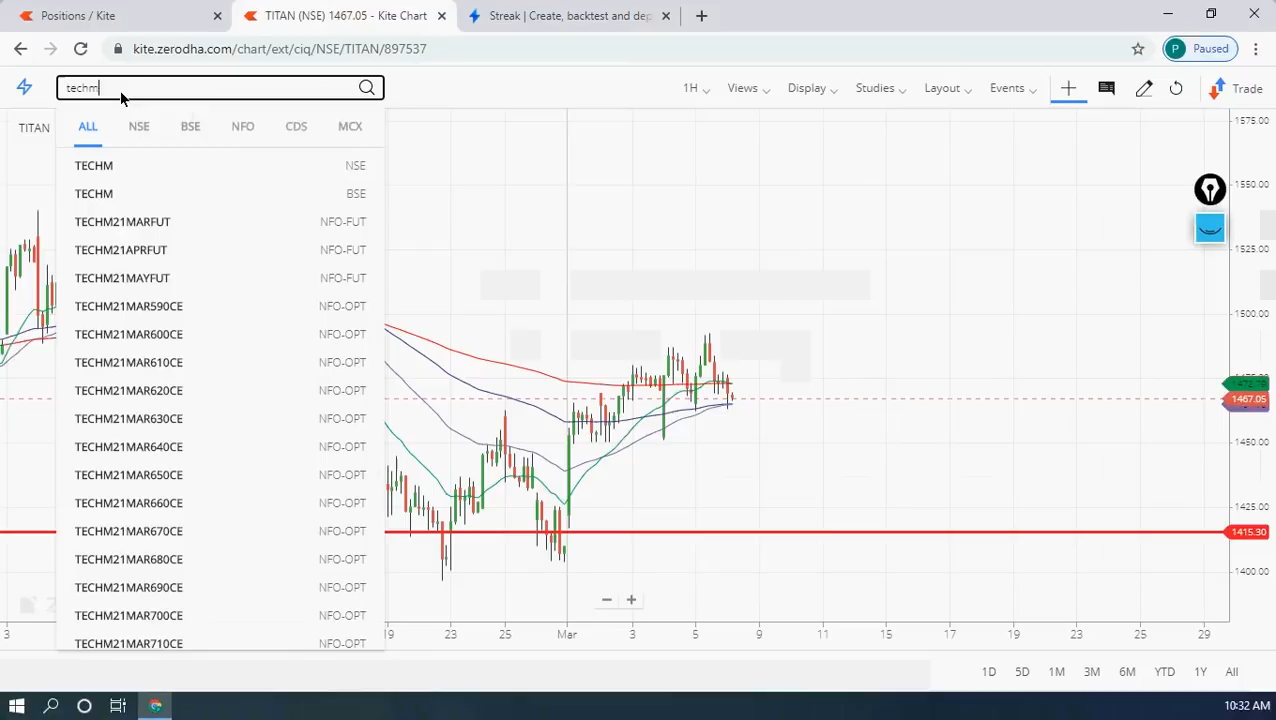 Positions / Kite
TITAN (NSE) 1467.05 - Kite Chart
Streak | Create, backtest and dep
kite.zerodha.com/chart/ext/ciq/NSE/TITAN/897537
P Paused
techm
1H
Views
Display
Studies
Layout
Events
Trade
TITAN
ALL NSE BSE NFO CDS MCX
TECHM NSE
TECHM BSE
TECHM21MARFUT NFO-FUT
TECHM21APRFUT NFO-FUT
TECHM21MAYFUT NFO-FUT
TECHM21MAR590CE NFO-OPT
TECHM21MAR600CE NFO-OPT
TECHM21MAR610CE NFO-OPT
TECHM21MAR620CE NFO-OPT
TECHM21MAR630CE NFO-OPT
TECHM21MAR640CE NFO-OPT
TECHM21MAR650CE NFO-OPT
TECHM21MAR660CE NFO-OPT
TECHM21MAR670CE NFO-OPT
TECHM21MAR680CE NFO-OPT
TECHM21MAR690CE NFO-OPT
TECHM21MAR700CE NFO-OPT
TECHM21MAR710CE NFO-OPT
1575.00
1550.00
1525.00
1500.00
1467.05
1450.00
1425.00
1415.30
1400.00
3 19 23 25 Mar 3 5 9 11 15 17 19 23 25 29
1D 5D 1M 3M 6M YTD 1Y All
10:32 AM